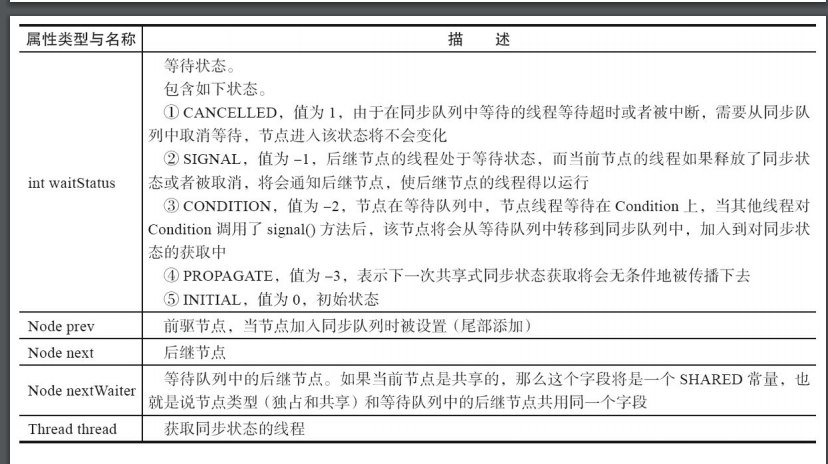 属性类型与名称 描 述
int waitStatus
等待状态。
包含如下状态。
① CANCELLED，值为 1，由于在同步队列中等待的线程等待超时或者被中断，需要从同步队
列中取消等待，节点进入该状态将不会变化
② SIGNAL，值为 –1，后继节点的线程处于等待状态，而当前节点的线程如果释放了同步状
态或者被取消，将会通知后继节点，使后继节点的线程得以运行
③ CONDITION，值为 –2，节点在等待队列中，节点线程等待在 Condition 上，当其他线程对
Condition 调用了 signal() 方法后，该节点将会从等待队列中转移到同步队列中，加入到对同步状
态的获取中
④ PROPAGATE，值为 –3，表示下一次共享式同步状态获取将会无条件地被传播下去
⑤ INITIAL，值为 0，初始状态
Node prev 前驱节点，当节点加入同步队列时被设置（尾部添加）
Node next 后继节点
Node nextWaiter
等待队列中的后继节点。如果当前节点是共享的，那么这个字段将是一个 SHARED 常量，也
就是说节点类型（独占和共享）和等待队列中的后继节点共用同一个字段
Thread thread 获取同步状态的线程